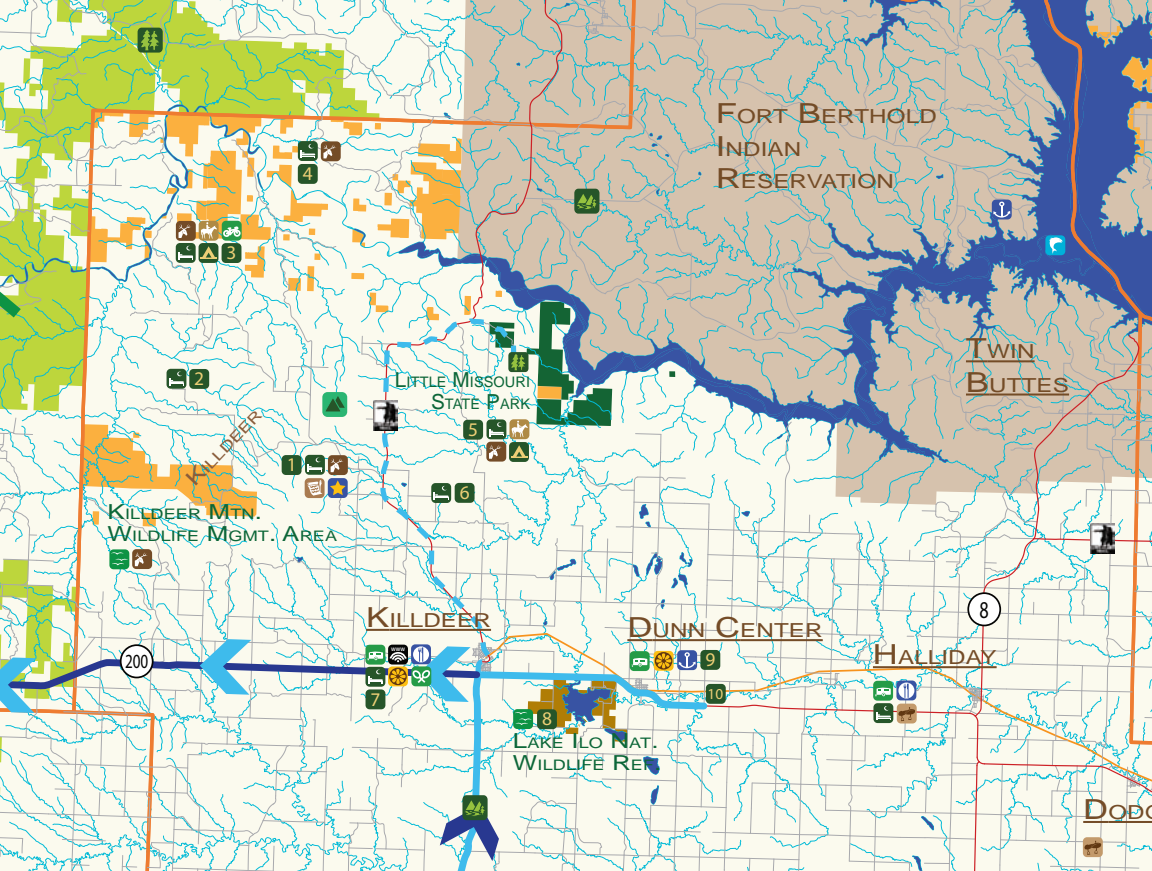 Fort Berthold
Indian
Reservation
4
3
Twin
Buttes
2
Little Missouri
State Park
Killdeer
5
1
6
Killdeer Mtn.
Wildlife Mgmt. Area
8
Killdeer
Dunn Center
WWW
9
Halliday
200
7
10
8
Lake Ilo Nat.
Wildlife Ref.
Dodg